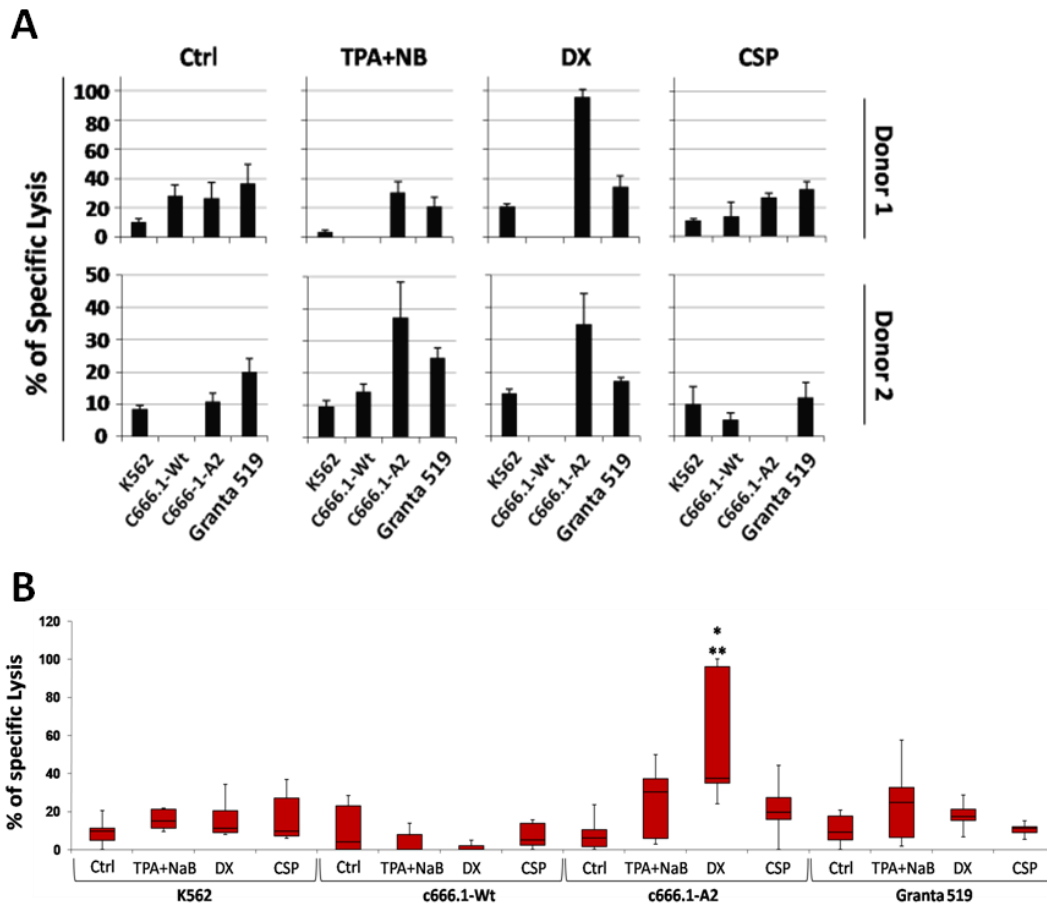 A
Ctrl TPA+NB DX CSP
% of Specific Lysis
100
80
60
40
20
0
Donor 1
50
40
30
20
10
0
Donor 2
K562 C666.1-Wt C666-1-A2 Granta 519 K562 C666.1-Wt C666.1-A2 Granta 519 K562 C666.1-Wt C666.1-A2 Granta 519 K562 C666.1-Wt C666.1-A2 Granta 519
B
% of specific Lysis
120
100
80
60
40
20
0
*
**
Ctrl TPA+NaB DX CSP Ctrl TPA+NaB DX CSP Ctrl TPA+NaB DX CSP Ctrl TPA+NaB DX CSP
K562 c666.1-Wt c666.1-A2 Granta 519